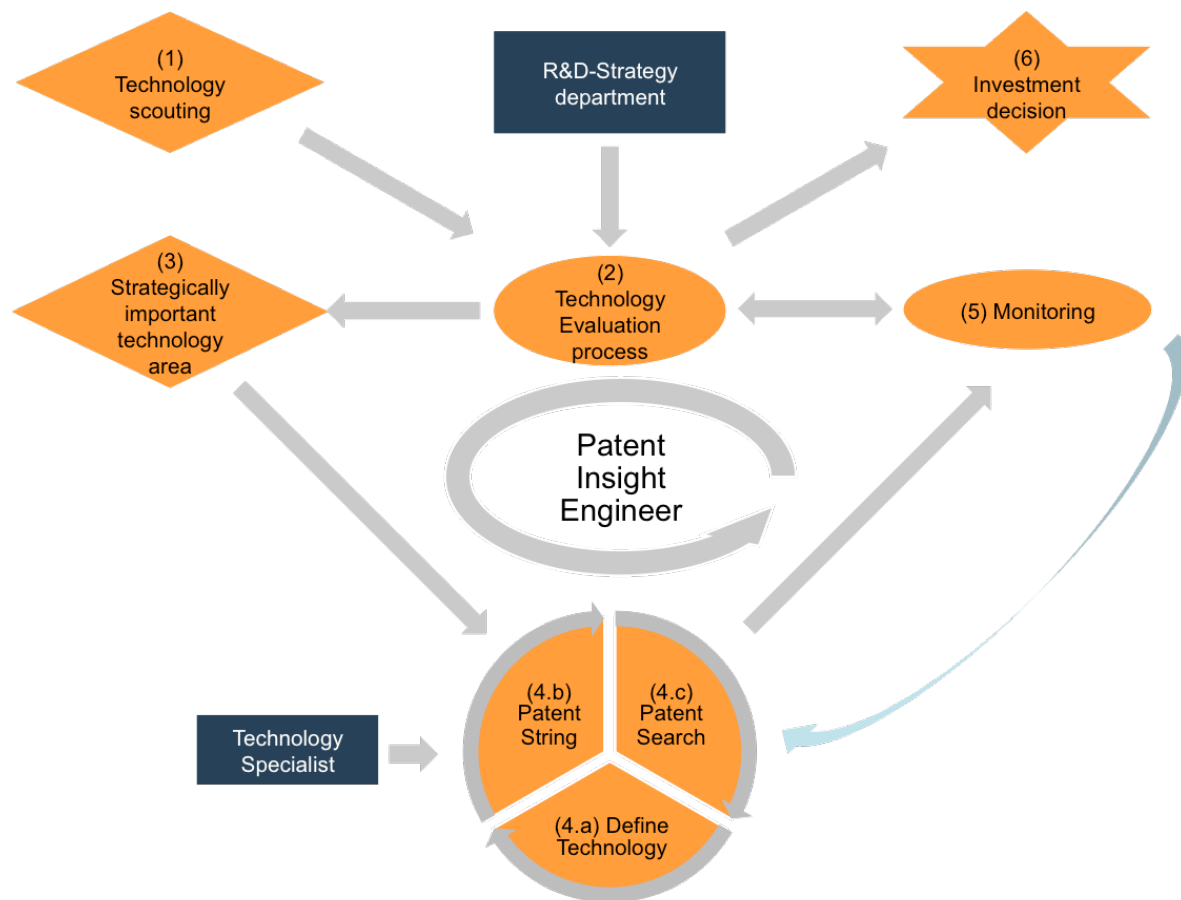 (1)
Technology
scouting
R&D-Strategy
department
(6)
Investment
decision
(3)
Strategically
important
technology
area
(2)
Technology
Evaluation
process
(5) Monitoring
Patent
Insight
Engineer
(4.b)
Patent
String
(4.c)
Patent
Search
Technology
Specialist
(4.a) Define
Technology